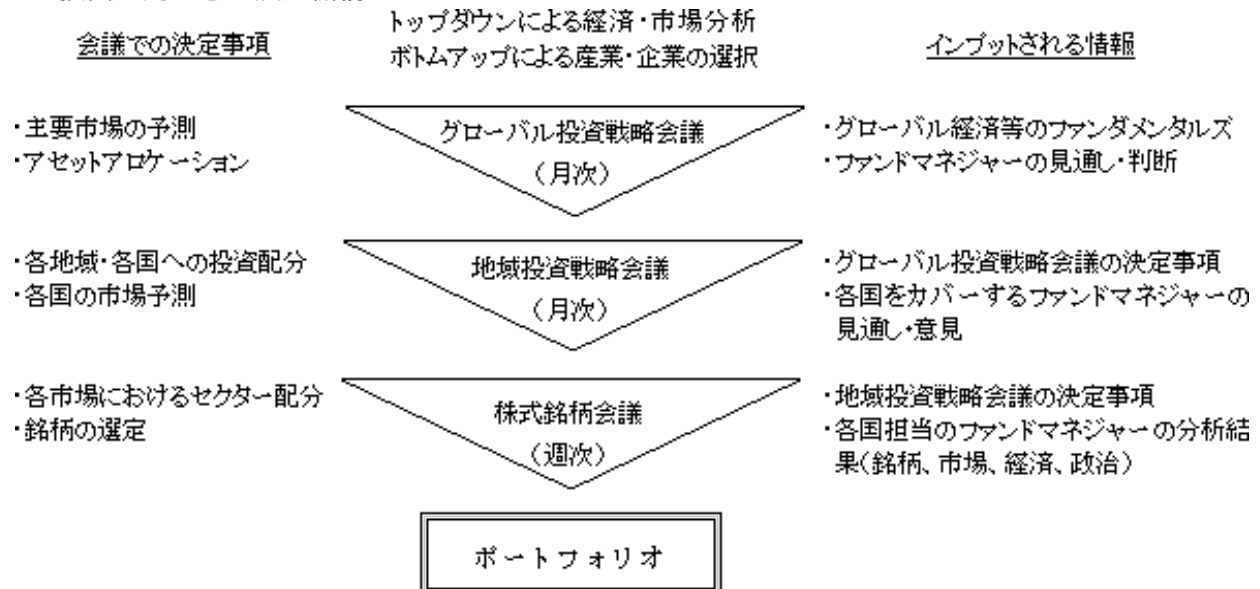 トップダウンによる経済・市場分析
会議での決定事項
ボトムアップによる産業・企業の選択
インプットされる情報
・主要市場の予測
・アセットアロケーション
グローバル投資戦略会議
(月次)
・グローバル経済等のファンダメンタルズ
・ファンドマネジャーの見通し・判断
・各地域・各国への投資配分
・各国の市場予測
地域投資戦略会議
(月次)
・グローバル投資戦略会議の決定事項
・各国をカバーするファンドマネジャーの
見通し・意見
・各市場におけるセクター配分
・銘柄の選定
株式銘柄会議
(週次)
・地域投資戦略会議の決定事項
・各国担当のファンドマネジャーの分析結
果(銘柄、市場、経済、政治)
ポートフォリオ